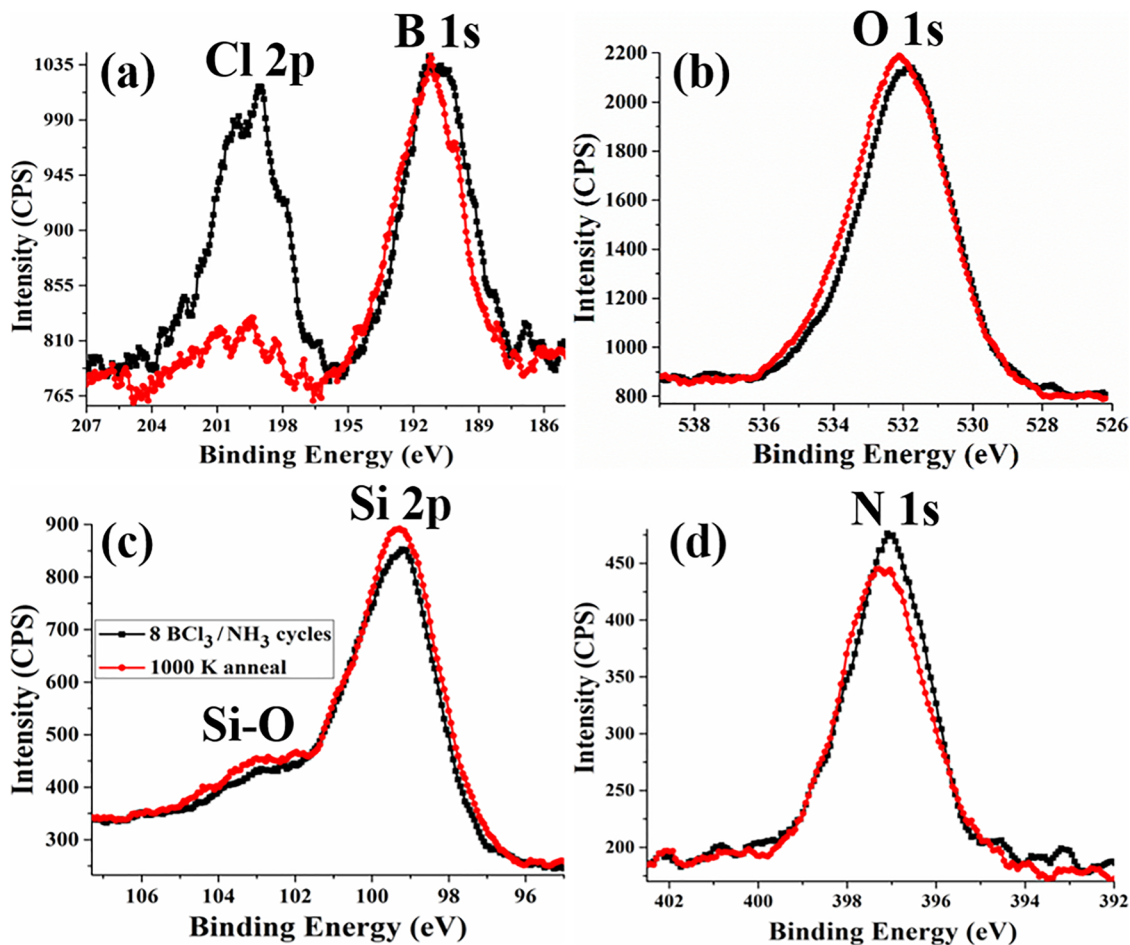 (a)
Cl 2p
B 1s
Intensity (CPS)
1035
990
945
900
855
810
765
207
204
201
198
195
192
189
186
Binding Energy (eV)
(b)
O 1s
Intensity (CPS)
2200
2000
1800
1600
1400
1200
1000
800
538
536
534
532
530
528
526
Binding Energy (eV)
(c)
Si 2p
8 BCl₃/NH₃ cycles
1000 K anneal
Si-O
Intensity (CPS)
900
800
700
600
500
400
300
106
104
102
100
98
96
Binding Energy (eV)
(d)
N 1s
Intensity (CPS)
450
400
350
300
250
200
402
400
398
396
394
392
Binding Energy (eV)